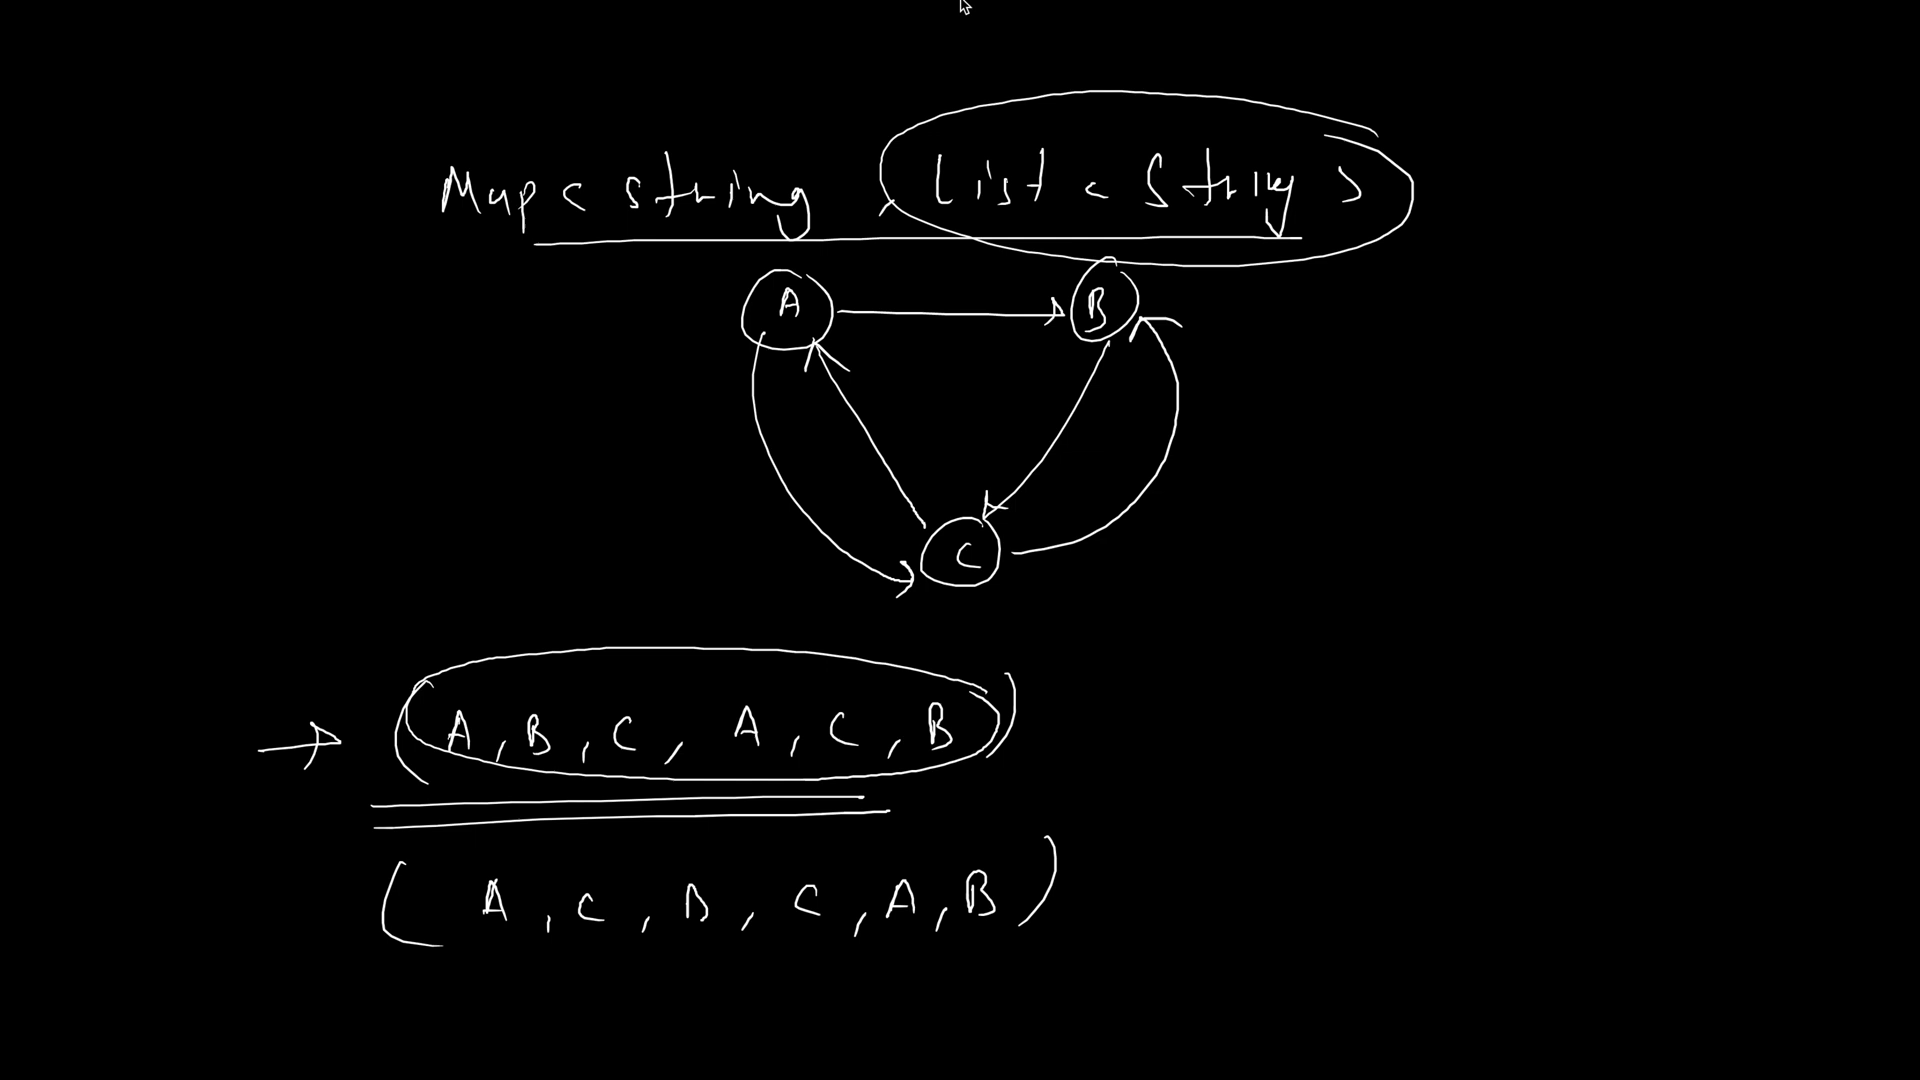 Map < string , List < String >
A B
C
( A , B , C , A , C , B )
( A , C , B , C , A , B )